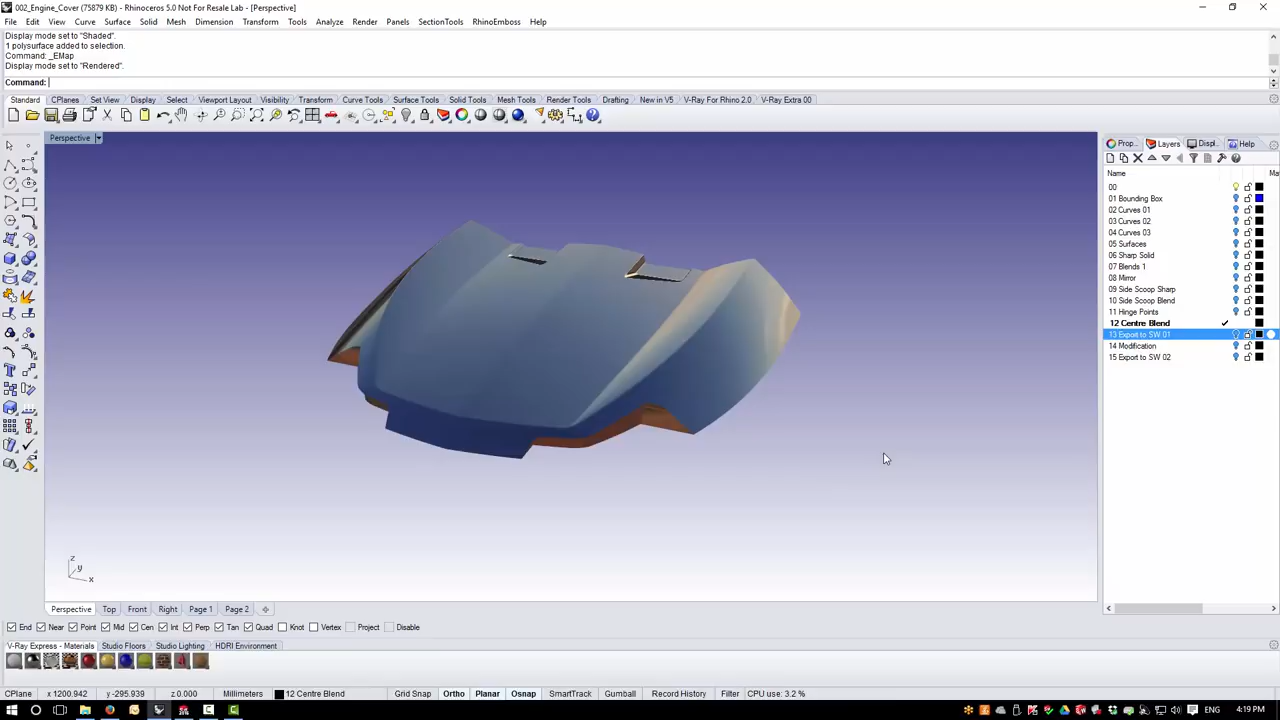 002_Engine_Cover (75879 KB) - Rhinoceros 5.0 Not For Resale Lab - [Perspective]
File Edit View Curve Surface Solid Mesh Dimension Transform Tools Analyze Render Panels SectionTools RhinoEmboss Help
Display mode set to "Shaded".
1 polysurface added to selection.
Command: _EMap
Display mode set to "Rendered".
Command:
Standard CPlanes Set View Display Select Viewport Layout Visibility Transform Curve Tools Surface Tools Solid Tools Mesh Tools Render Tools Drafting New in V5 V-Ray For Rhino 2.0 V-Ray Extra 00
Perspective
Prop... Layers Displ... Help
Name Ma
00
01 Bounding Box
02 Curves 01
03 Curves 02
04 Curves 03
05 Surfaces
06 Sharp Solid
07 Blends 1
08 Mirror
09 Side Scoop Sharp
10 Side Scoop Blend
11 Hinge Points
12 Centre Blend
13 Export to SW 01
14 Modification
15 Export to SW 02
z
y
x
Perspective Top Front Right Page 1 Page 2
End Near Point Mid Cen Int Perp Tan Quad Knot Vertex Project Disable
V-Ray Express - Materials Studio Floors Studio Lighting HDRI Environment
CPlane x 1200.942 y -295.939 z 0.000 Millimeters 12 Centre Blend Grid Snap Ortho Planar Osnap SmartTrack Gumball Record History Filter CPU use: 3.2 %
ENG 4:19 PM